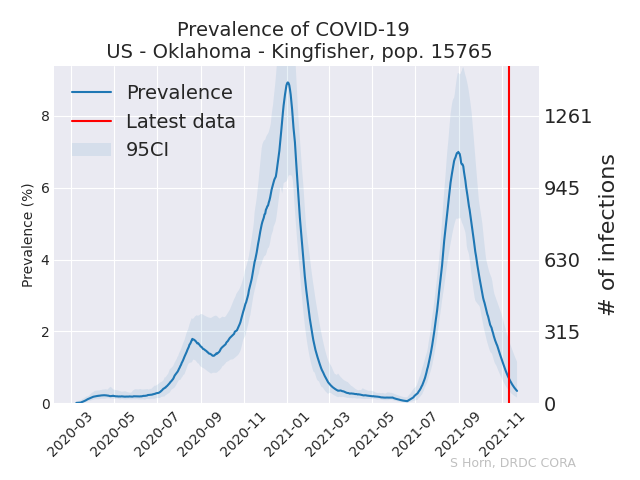 Prevalence of COVID-19
US - Oklahoma - Kingfisher, pop. 15765
Prevalence
Latest data
95CI
Prevalence (%)
8
6
4
2
0
1261
945
630
315
0
# of infections
2020-03
2020-05
2020-07
2020-09
2020-11
2021-01
2021-03
2021-05
2021-07
2021-09
2021-11
S Horn, DRDC CORA